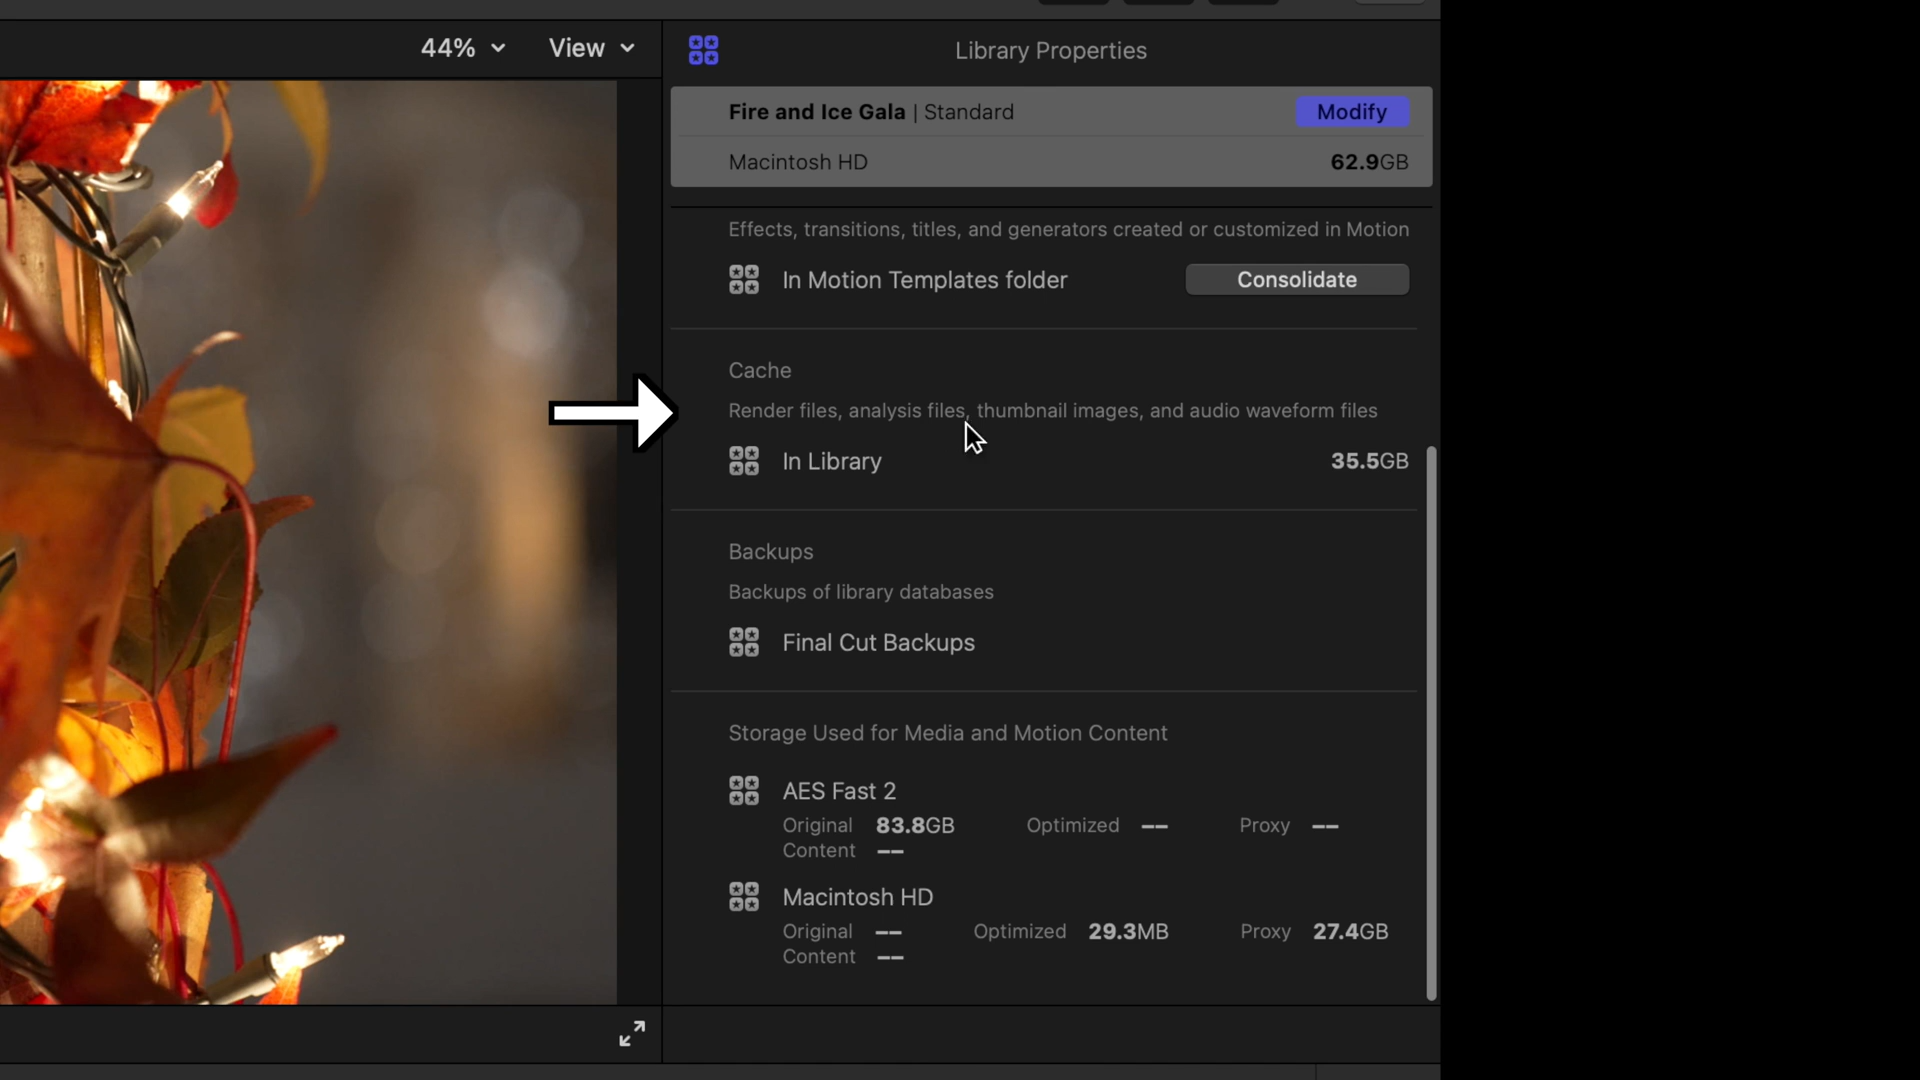 44% View
Library Properties
Fire and Ice Gala | Standard Modify
Macintosh HD 62.9GB
Effects, transitions, titles, and generators created or customized in Motion
In Motion Templates folder Consolidate
Cache
Render files, analysis files, thumbnail images, and audio waveform files
In Library 35.5GB
Backups
Backups of library databases
Final Cut Backups
Storage Used for Media and Motion Content
AES Fast 2
Original 83.8GB Optimized -- Proxy --
Content --
Macintosh HD
Original -- Optimized 29.3MB Proxy 27.4GB
Content --